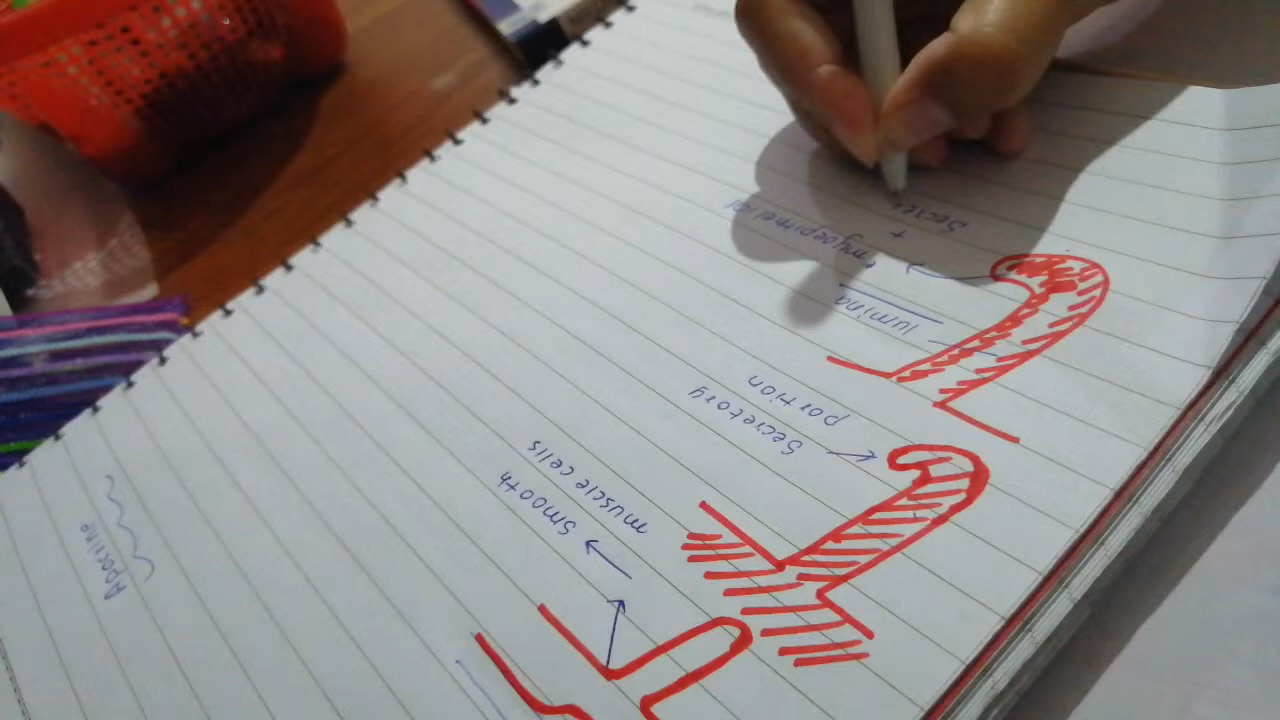 Apocrine
Smooth
muscle cells
Secretory
portion
lumina
myoepithelial
+
Secre